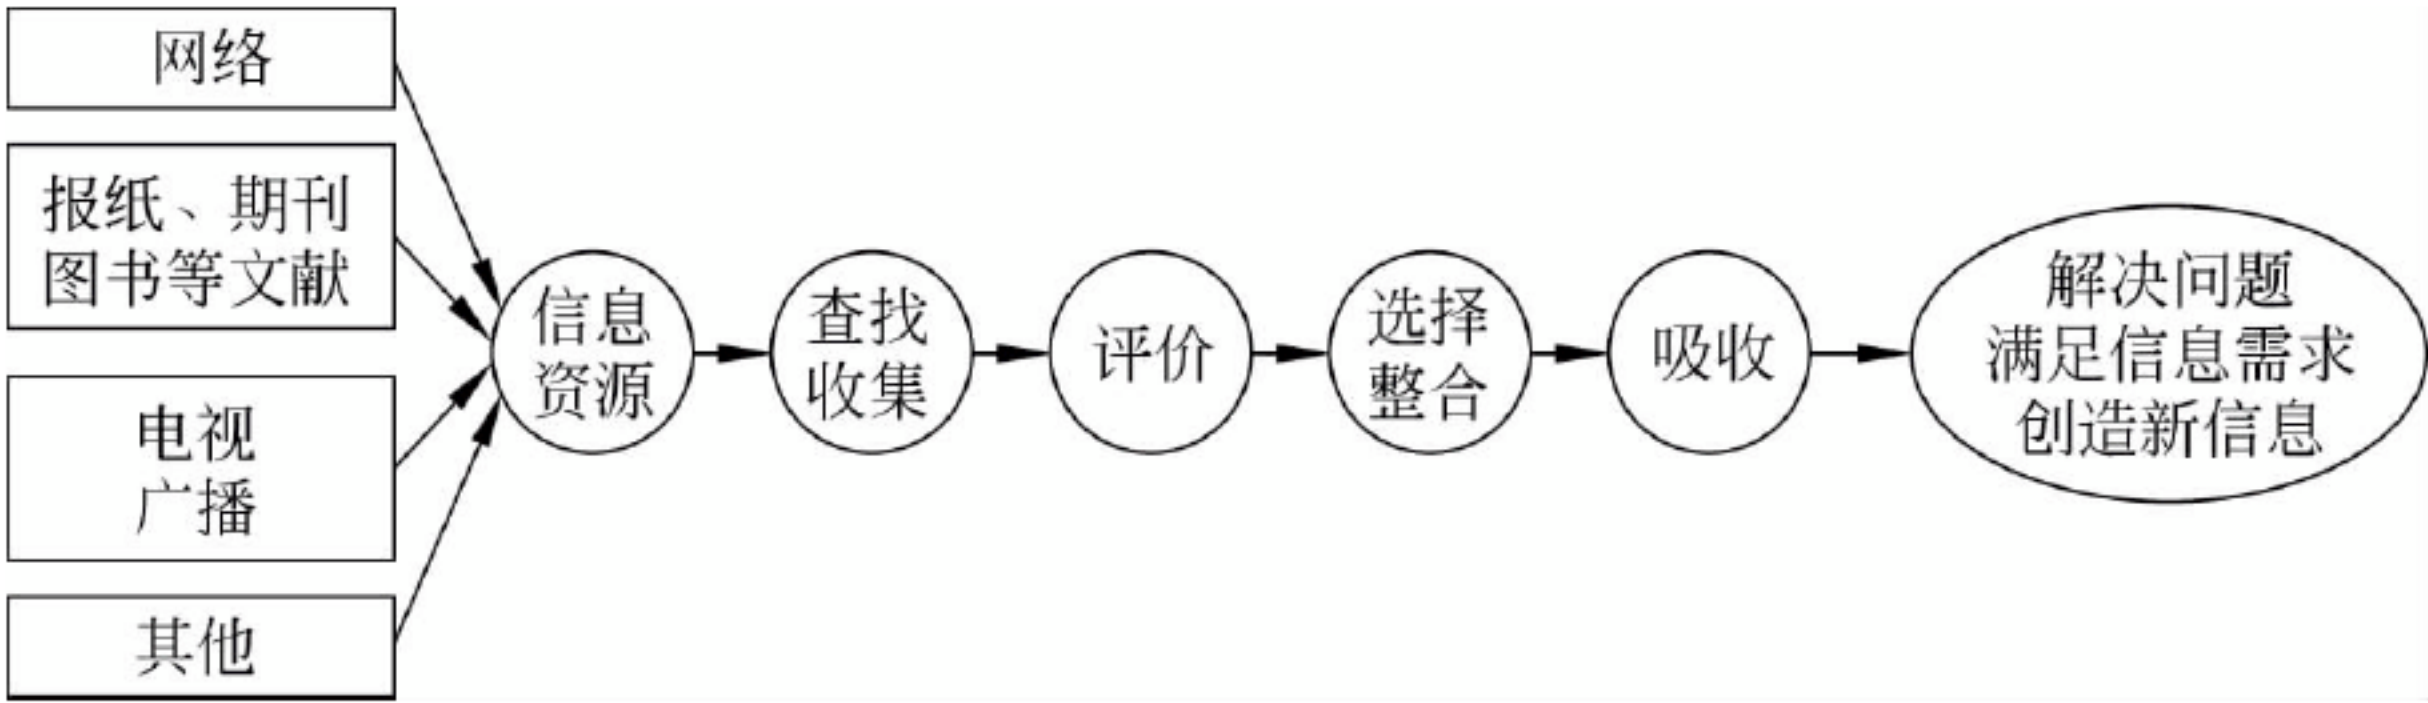 网络
报纸、期刊
图书等文献
电视
广播
其他
信息
资源
查找
收集
评价
选择
整合
吸收
解决问题
满足信息需求
创造新信息